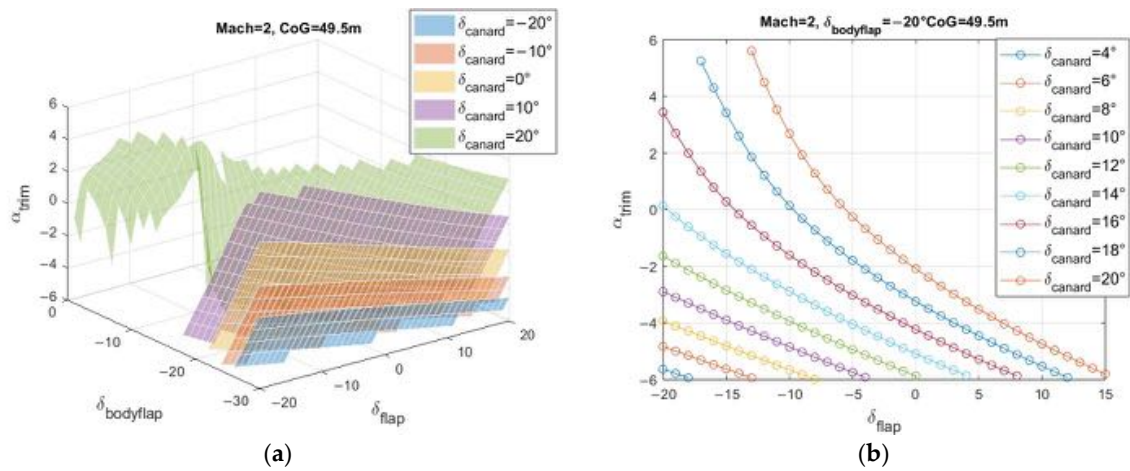 Mach=2, CoG=49.5m
δcanard=−20°
δcanard=−10°
δcanard=0°
δcanard=10°
δcanard=20°
αtrim
6
4
2
0
−2
−4
−6
0
−10
−20
−30
δbodyflap
−20
−10
0
10
20
δflap
(a)
Mach=2, δbodyflap=−20°CoG=49.5m
δcanard=4°
δcanard=6°
δcanard=8°
δcanard=10°
δcanard=12°
δcanard=14°
δcanard=16°
δcanard=18°
δcanard=20°
αtrim
6
4
2
0
−2
−4
−6
−20
−15
−10
−5
0
5
10
15
δflap
(b)